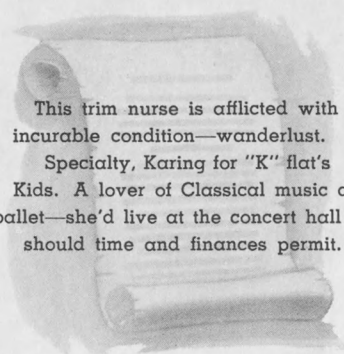 This trim nurse is afflicted with
incurable condition—wanderlust.
Specialty, Karing for "K" flat's
Kids. A lover of Classical music
ballet—she'd live at the concert hall
should time and finances permit.